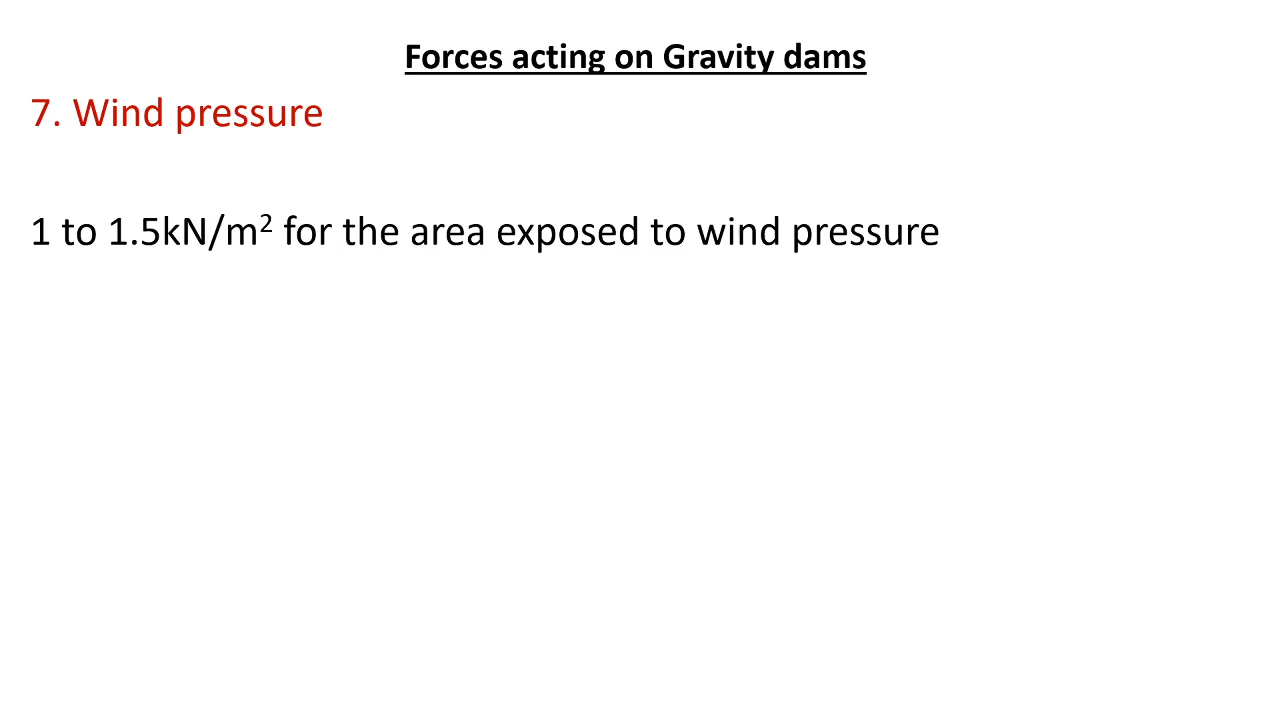 Forces acting on Gravity dams
7. Wind pressure
1 to 1.5kN/m² for the area exposed to wind pressure